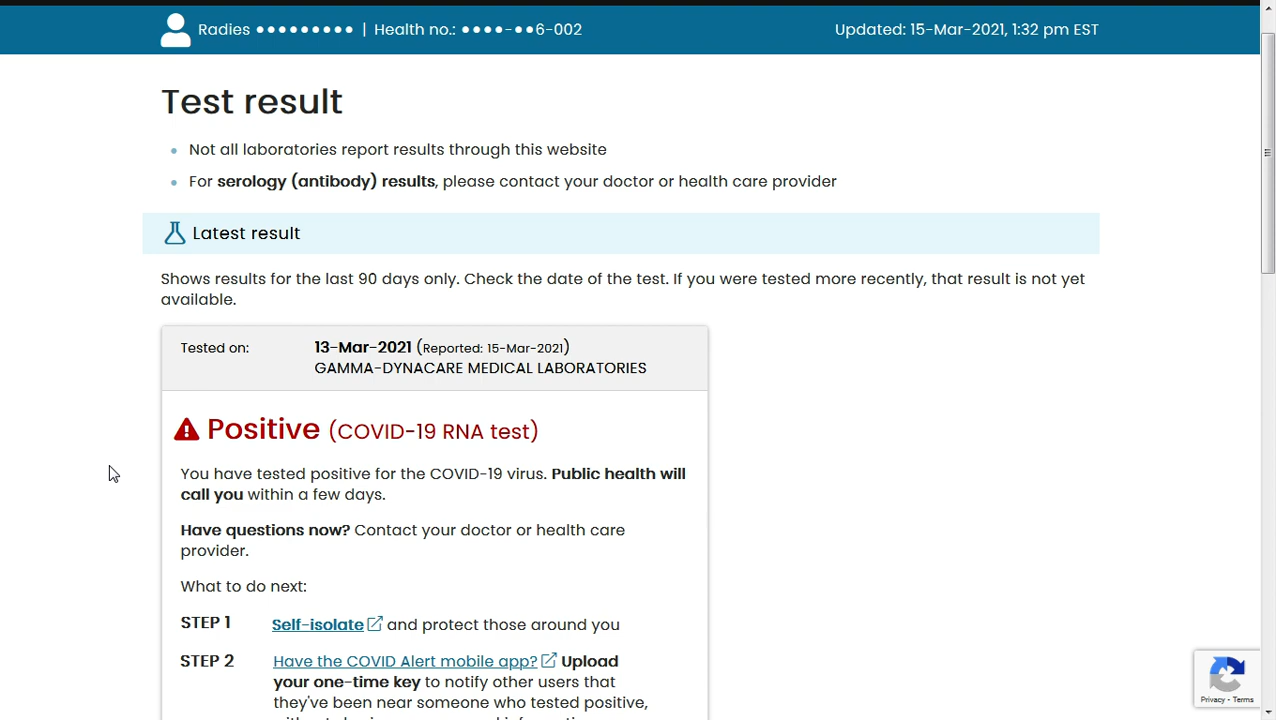 Radies ●●●●●●●●● | Health no.: ●●●●-●●6-002 Updated: 15-Mar-2021, 1:32 pm EST
Test result
• Not all laboratories report results through this website
• For serology (antibody) results, please contact your doctor or health care provider
Latest result
Shows results for the last 90 days only. Check the date of the test. If you were tested more recently, that result is not yet
available.
Tested on: 13-Mar-2021 (Reported: 15-Mar-2021)
GAMMA-DYNACARE MEDICAL LABORATORIES
Positive (COVID-19 RNA test)
You have tested positive for the COVID-19 virus. Public health will
call you within a few days.
Have questions now? Contact your doctor or health care
provider.
What to do next:
STEP 1 Self-isolate and protect those around you
STEP 2 Have the COVID Alert mobile app? Upload
your one-time key to notify other users that
they've been near someone who tested positive,
Privacy - Terms